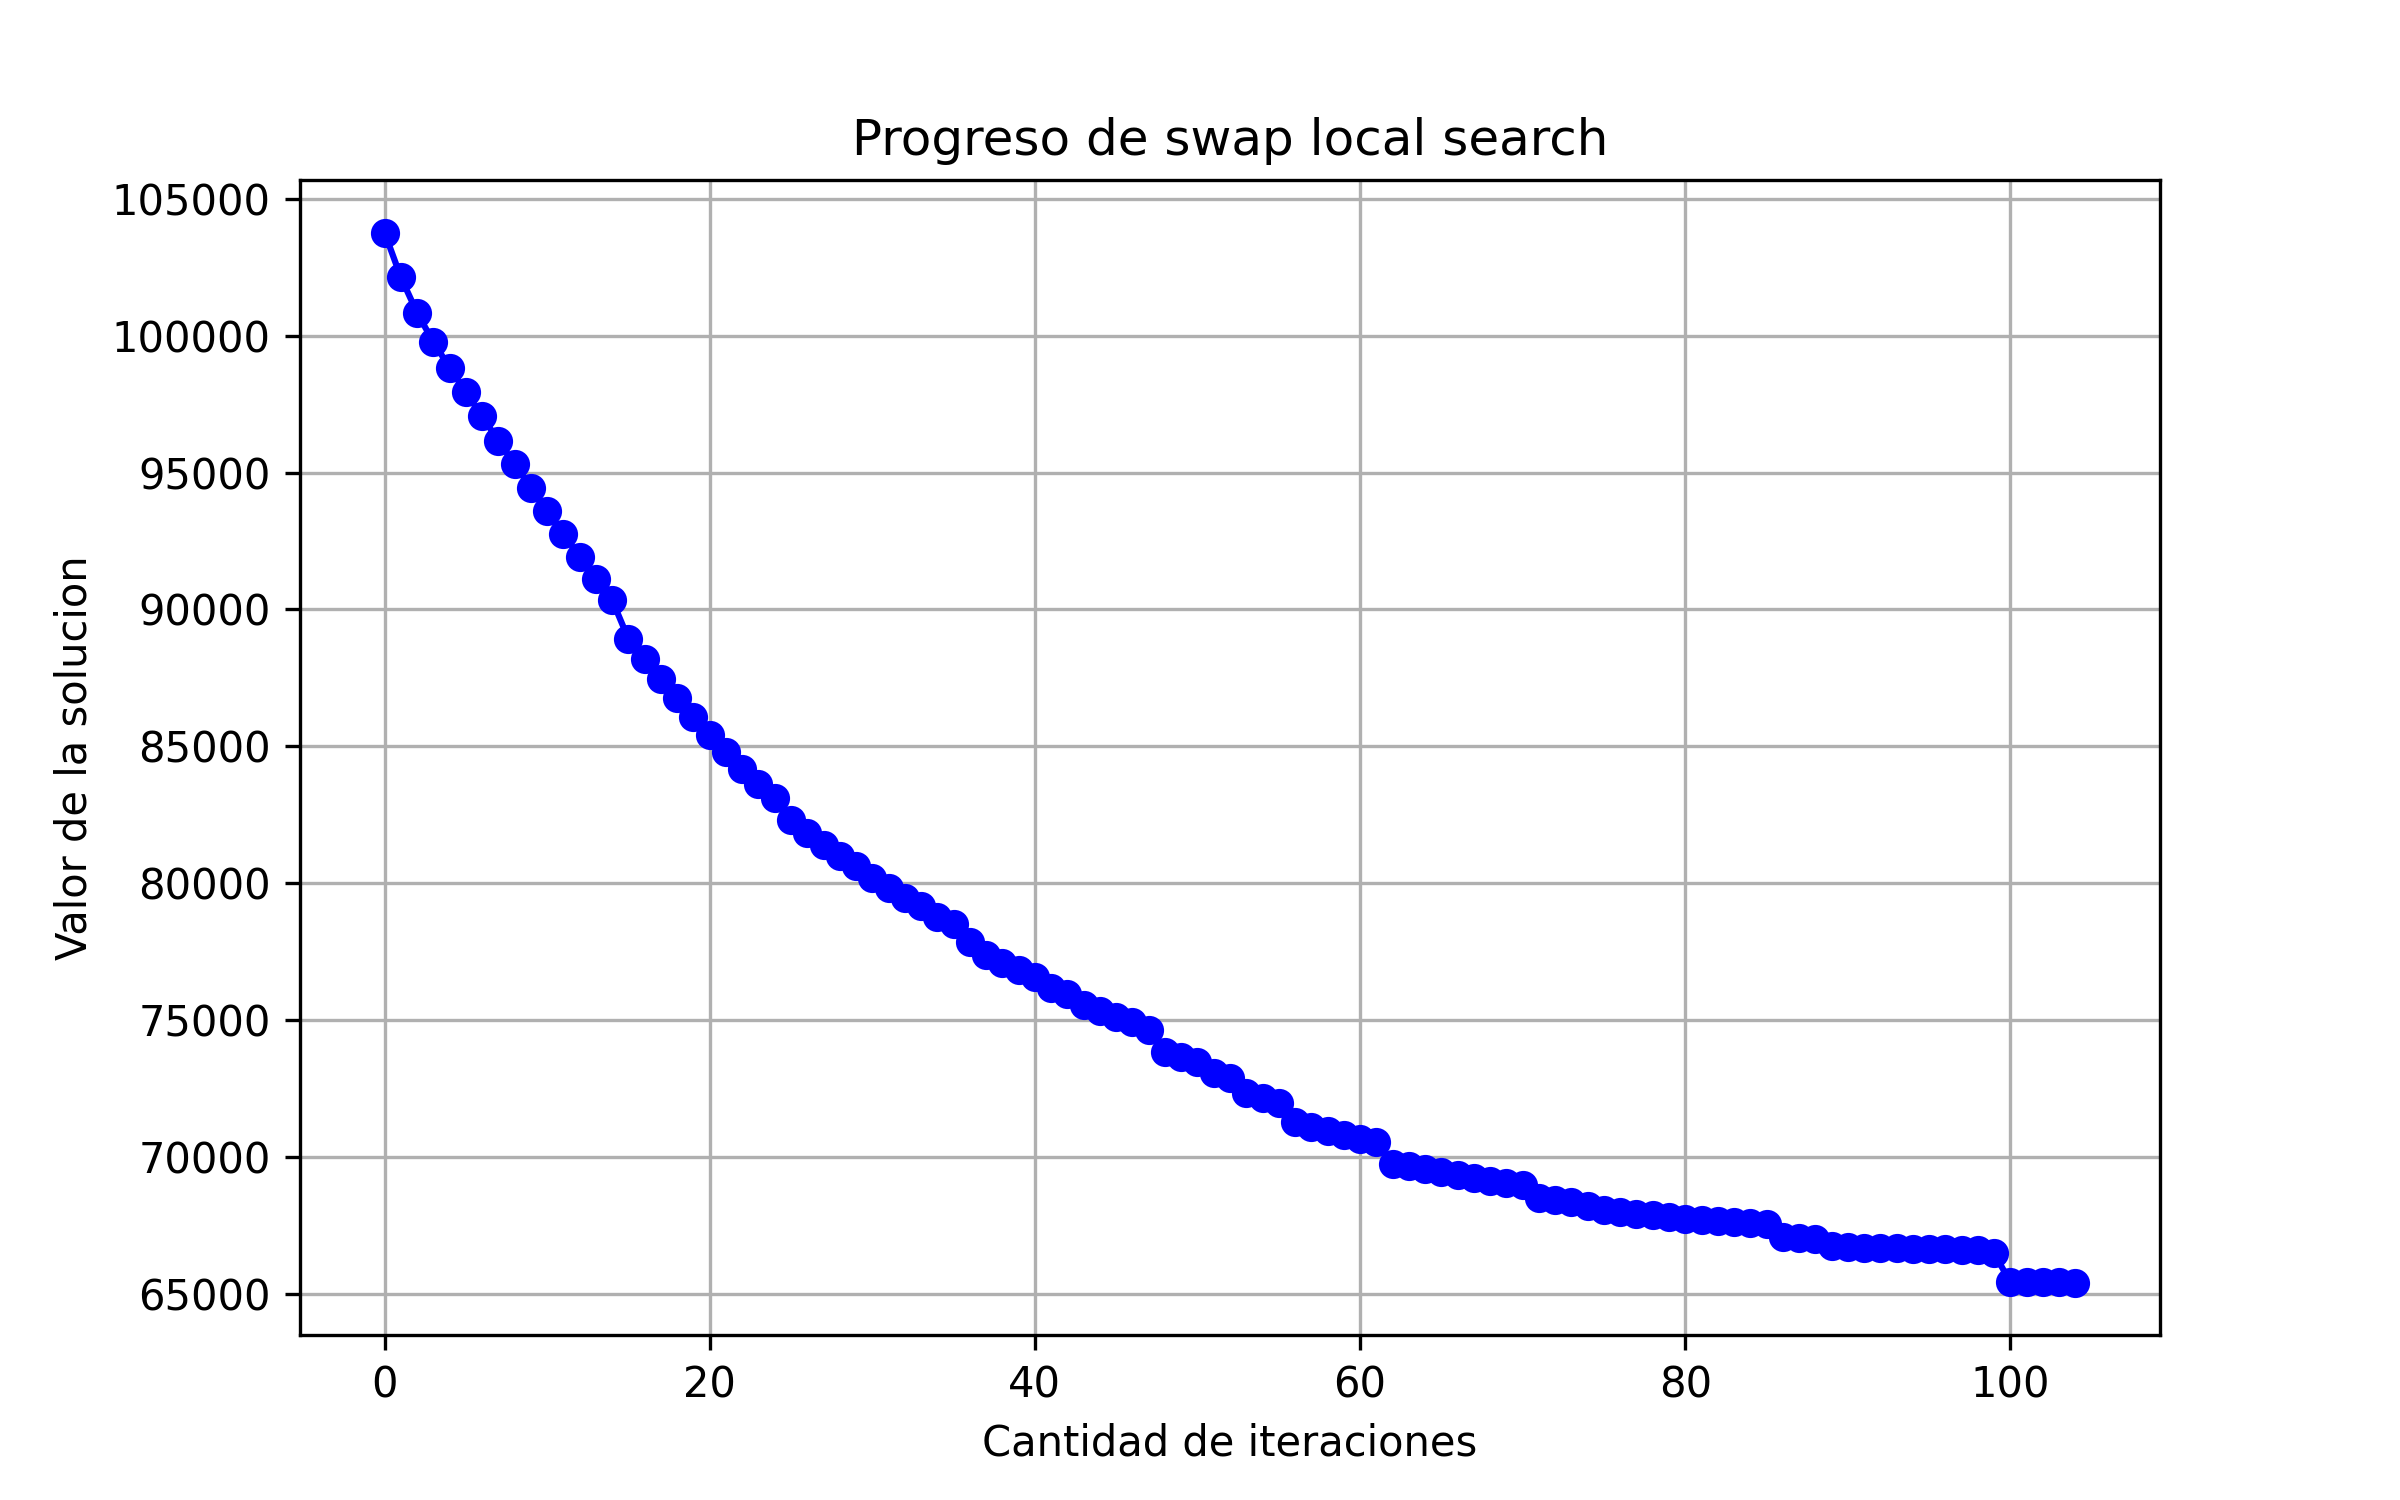 Progreso de swap local search
105000
100000
95000
90000
85000
80000
75000
70000
65000
Valor de la solucion
0 20 40 60 80 100
Cantidad de iteraciones